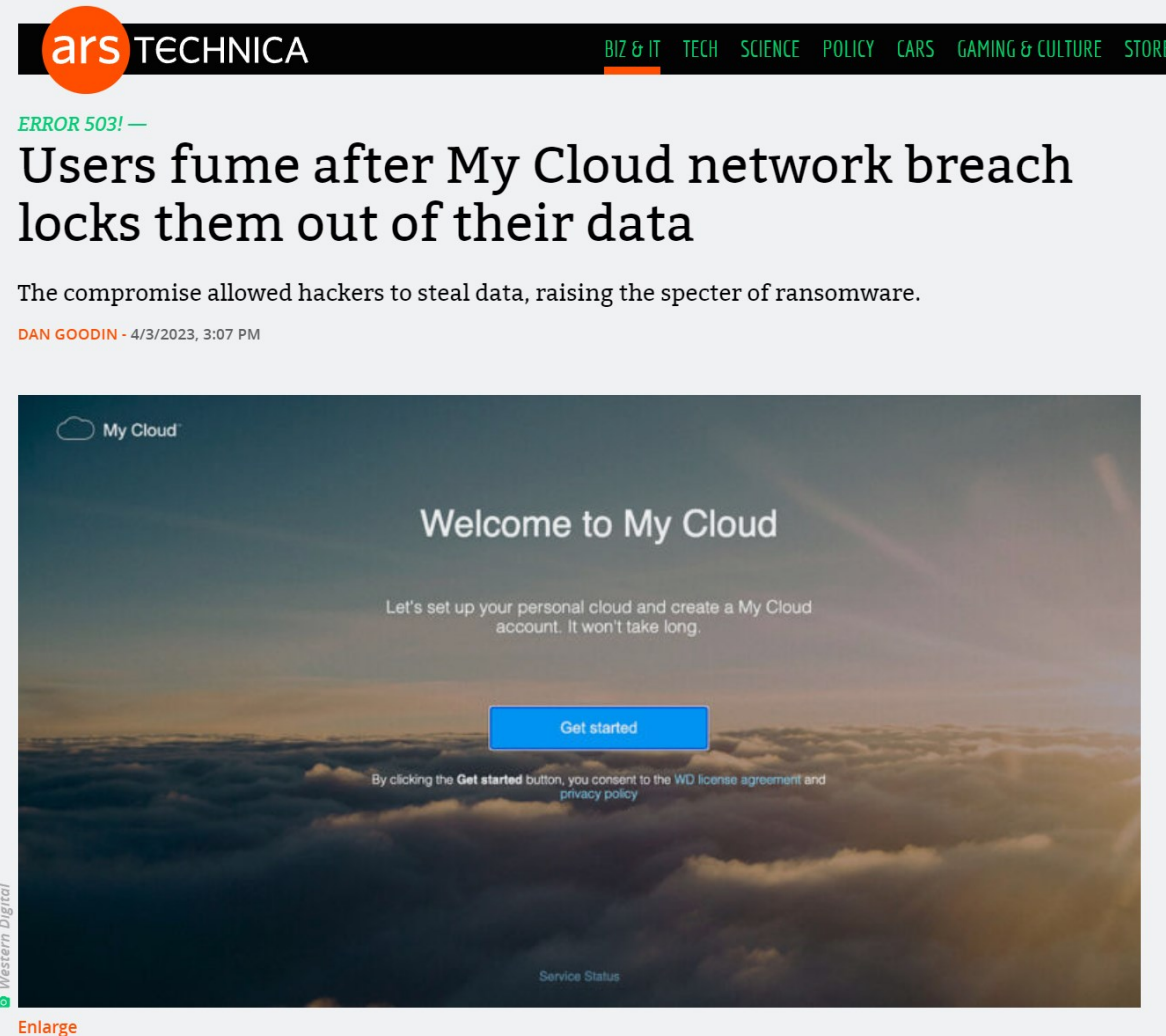 ars TECHNICA
BIZ & IT TECH SCIENCE POLICY CARS GAMING & CULTURE STORE
ERROR 503! —
Users fume after My Cloud network breach
locks them out of their data
The compromise allowed hackers to steal data, raising the specter of ransomware.
DAN GOODIN - 4/3/2023, 3:07 PM
My Cloud™
Welcome to My Cloud
Let's set up your personal cloud and create a My Cloud
account. It won't take long.
Get started
By clicking the Get started button, you consent to the WD license agreement and
privacy policy
Service Status
Western Digital
Enlarge